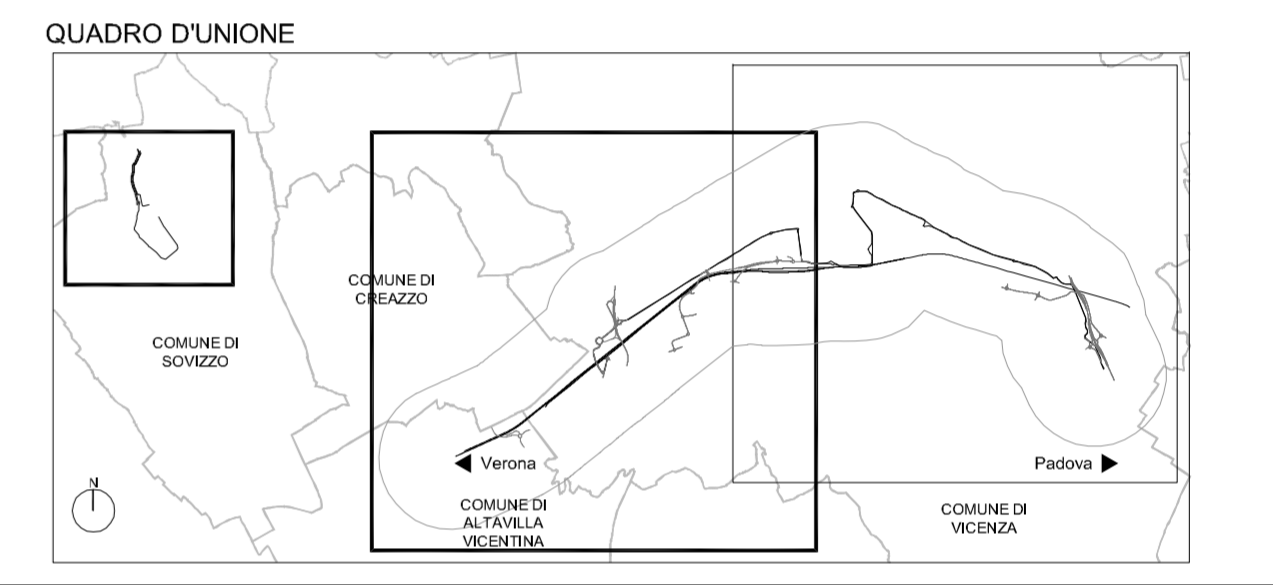 QUADRO D'UNIONE
COMUNE DI
CREAZZO
COMUNE DI
SOVIZZO
Verona
Padova
N
COMUNE DI
ALTAVILLA
VICENTINA
COMUNE DI
VICENZA